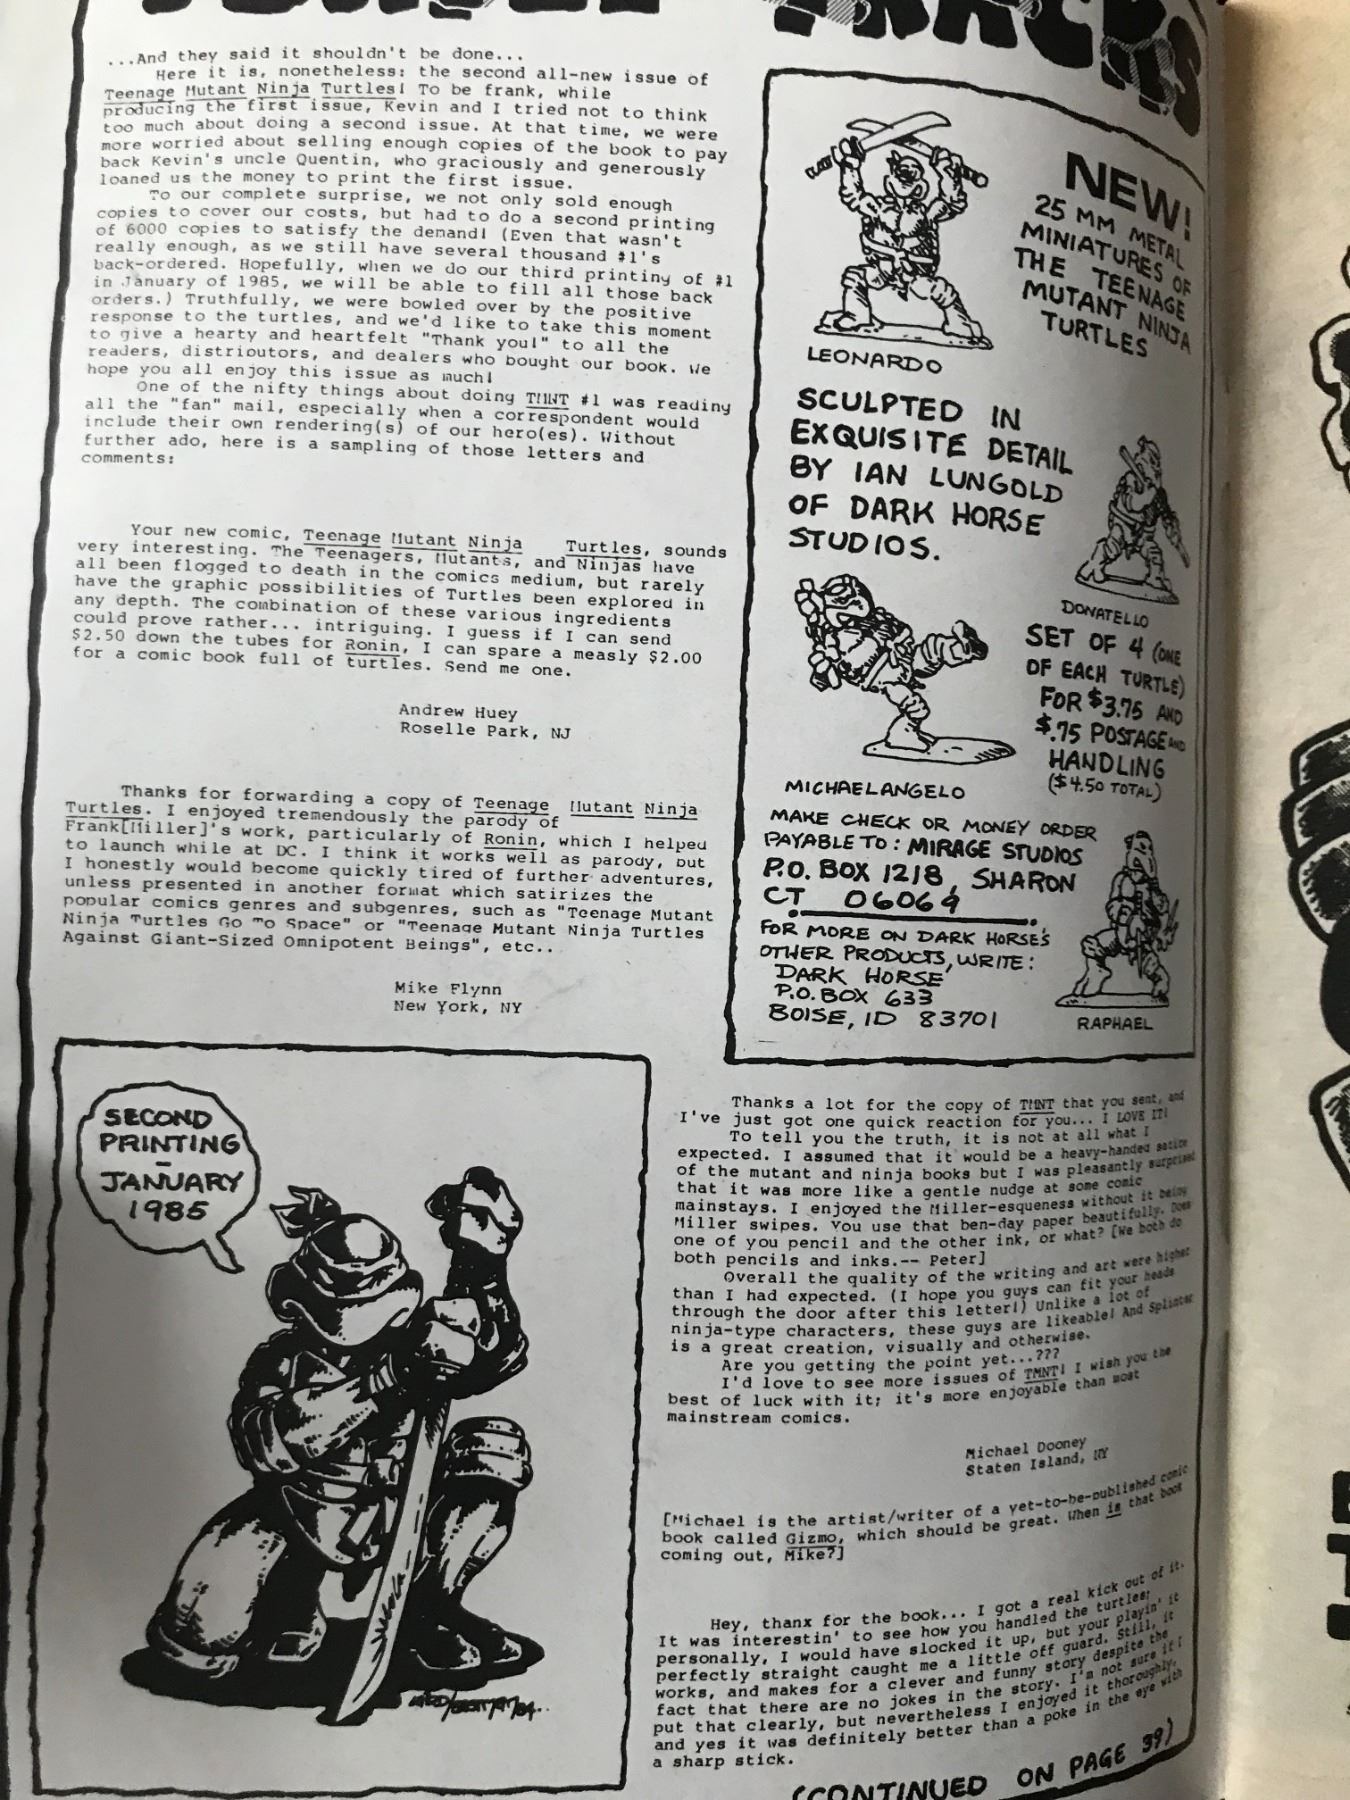 TRACKS
...And they said it shouldn't be done...
Here it is, nonetheless: the second all-new issue of
Teenage Mutant Ninja Turtles! To be frank, while
producing the first issue, Kevin and I tried not to think
too much about doing a second issue. At that time, we were
more worried about selling enough copies of the book to pay
back Kevin's uncle Quentin, who graciously and generously
loaned us the money to print the first issue.
To our complete surprise, we not only sold enough
copies to cover our costs, but had to do a second printing
of 6000 copies to satisfy the demand! (Even that wasn't
really enough, as we still have several thousand #1's
back-ordered. Hopefully, when we do our third printiny of #1
in January of 1985, we will be able to fill all those back
orders.) Truthfully, we were bowled over by the positive
response to the turtles, and we'd like to take this moment
to give a hearty and heartfelt "Thank you!" to all the
readers, distributors, and dealers who bought our book. We
hope you all enjoy this issue as much!
One of the nifty things about doing TMNT #1 was reading
all the "fan" mail, especially when a correspondent would
include their own rendering(s) of our hero(es). Without
further ado, here is a sampling of those letters and
comments:
Your new comic, Teenage Mutant Ninja Turtles, sounds
very interesting. The Teenagers, Mutants, and Ninjas have
all been flogged to death in the comics medium, but rarely
have the graphic possibilities of Turtles been explored in
any depth. The combination of these various ingredients
could prove rather... intriguing. I guess if I can send
$2.50 down the tubes for Ronin, I can spare a measly $2.00
for a comic book full of turtles. Send me one.
Andrew Huey
Roselle Park, NJ
Thanks for forwarding a copy of Teenage Mutant Ninja
Turtles. I enjoyed tremendously the parody of
Frank[Miller]'s work, particularly of Ronin, which I helped
to launch while at DC. I think it works well as parody, but
I honestly would become quickly tired of further adventures,
unless presented in another format which satirizes the
popular comics genres and subgenres, such as "Teenage Mutant
Ninja Turtles Go To Space" or "Teenage Mutant Ninja Turtles
Against Giant-Sized Omnipotent Beings", etc..
Mike Flynn
New York, NY
SECOND
PRINTING
-
JANUARY
1985
NEW!
25 MM METAL
MINIATURES OF
THE TEENAGE
MUTANT NINJA
TURTLES
LEONARDO
SCULPTED IN
EXQUISITE DETAIL
BY IAN LUNGOLD
OF DARK HORSE
STUDIOS.
DONATELLO
SET OF 4 (ONE
OF EACH TURTLE)
FOR $3.75 AND
$.75 POSTAGE AND
HANDLING
($4.50 TOTAL)
MICHAELANGELO
MAKE CHECK OR MONEY ORDER
PAYABLE TO: MIRAGE STUDIOS
P.O. BOX 1218, SHARON
CT 06069
FOR MORE ON DARK HORSE'S
OTHER PRODUCTS, WRITE:
DARK HORSE
P.O. BOX 633
BOISE, ID 83701
RAPHAEL
Thanks a lot for the copy of TMNT that you sent, and
I've just got one quick reaction for you... I LOVE IT!
To tell you the truth, it is not at all what I
expected. I assumed that it would be a heavy-handed satire
of the mutant and ninja books but I was pleasantly surprised
that it was more like a gentle nudge at some comic
mainstays. I enjoyed the Miller-esqueness without it being
Miller swipes. You use that ben-day paper beautifully. Does
one of you pencil and the other ink, or what? [We both do
both pencils and inks.-- Peter]
Overall the quality of the writing and art were higher
than I had expected. (I hope you guys can fit your heads
through the door after this letter!) Unlike a lot of
ninja-type characters, these guys are likeable! And Splinter
is a great creation, visually and otherwise.
Are you getting the point yet...???
I'd love to see more issues of TMNT! I wish you the
best of luck with it; it's more enjoyable than most
mainstream comics.
Michael Dooney
Staten Island, NY
[Michael is the artist/writer of a yet-to-be-published comic
book called Gizmo, which should be great. When is that book
coming out, Mike?]
Hey, thanx for the book... I got a real kick out of it.
It was interestin' to see how you handled the turtles;
personally, I would have slocked it up, but your playin' it
perfectly straight caught me a little off guard. Still, it
works, and makes for a clever and funny story despite the
fact that there are no jokes in the story. I'm not sure if I
put that clearly, but nevertheless I enjoyed it thoroughly,
and yes it was definitely better than a poke in the eye with
a sharp stick.
(CONTINUED ON PAGE 39)